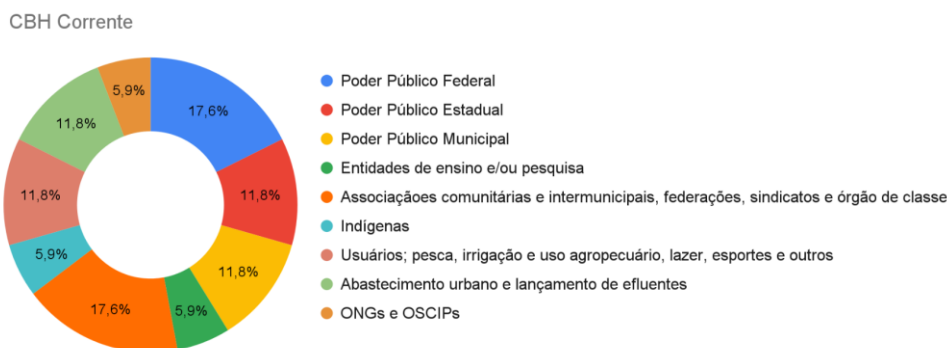 CBH Corrente
5,9%
17,6%
11,8%
11,8%
11,8%
5,9%
11,8%
17,6%
5,9%
Poder Público Federal
Poder Público Estadual
Poder Público Municipal
Entidades de ensino e/ou pesquisa
Associaçãoes comunitárias e intermunicipais, federações, sindicatos e órgão de classe
Indígenas
Usuários; pesca, irrigação e uso agropecuário, lazer, esportes e outros
Abastecimento urbano e lançamento de efluentes
ONGs e OSCIPs